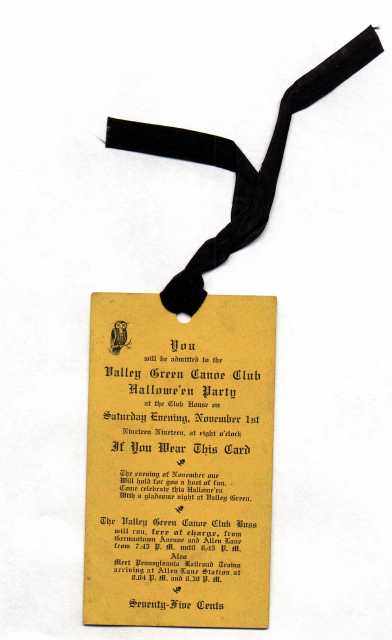 You
will be admitted to the
Valley Green Canoe Club
Hallowe'en Party
at the Club House on
Saturday Evening, November 1st
Nineteen Nineteen, at eight o'clock
If You Wear This Card
The evening of November one
Will hold for you a host of fun.
Come celebrate this Hallowe'en
With a gladsome night at Valley Green.
The Valley Green Canoe Club Buss
will run, free of charge, from
Germantown Avenue and Allen Lane
from 7.45 P. M. until 8.45 P. M.
Also
Meet Pennsylvania Railroad Trains
arriving at Allen Lane Station at
8.04 P. M. and 8.30 P. M.
Seventy-Five Cents